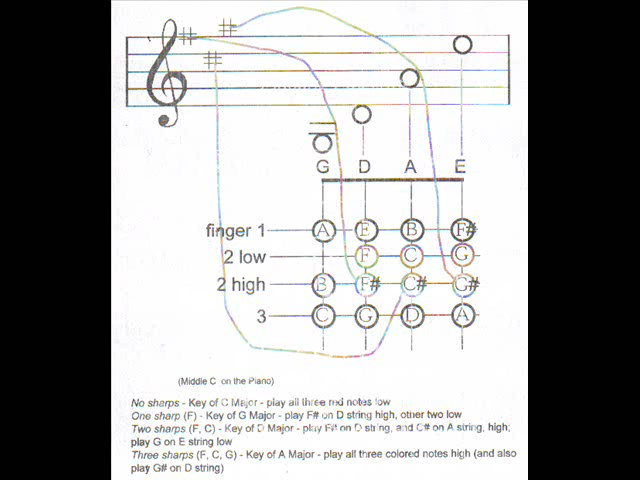 G D A E
finger 1 A E B F#
2 low F C G
2 high B F# C# G#
3 C G D A
(Middle C on the Piano)
No sharps - Key of C Major - play all three red notes low
One sharp (F) - Key of G Major - play F# on D string high, other two low
Two sharps (F, C) - Key of D Major - play F# on D string, and C# on A string, high;
play G on E string low
Three sharps (F, C, G) - Key of A Major - play all three colored notes high (and also
play G# on D string)